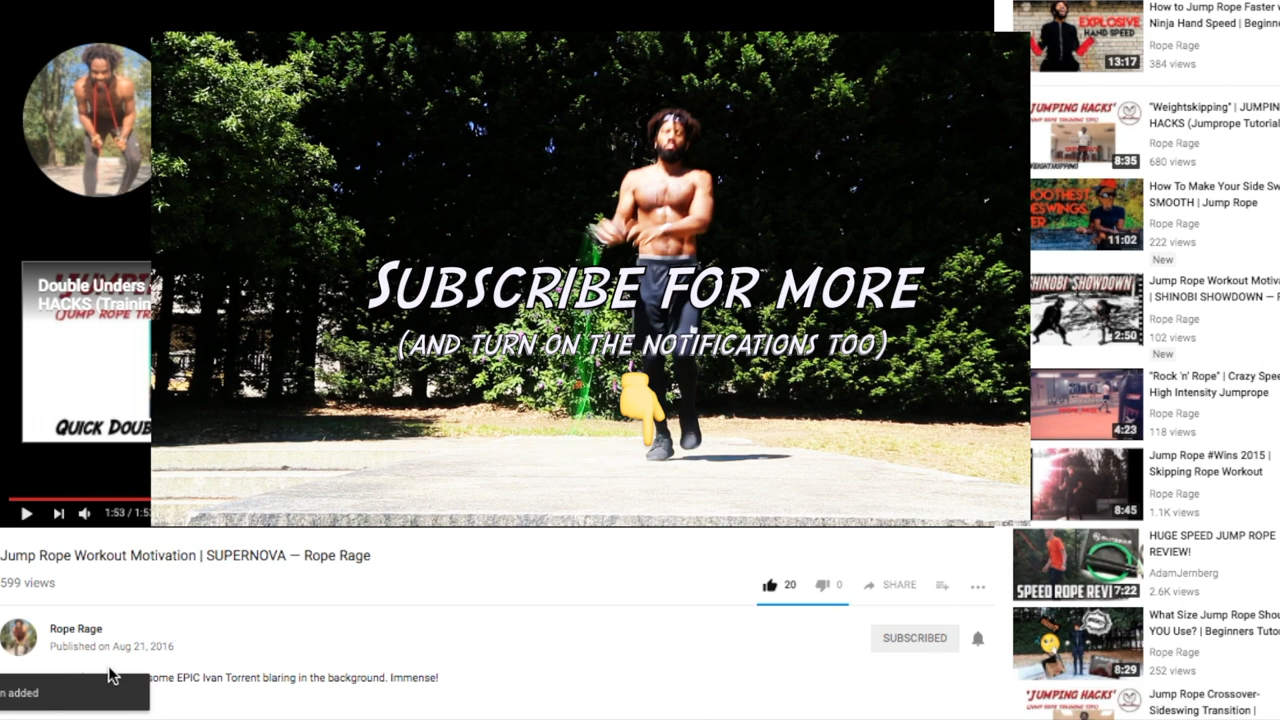 SUBSCRIBE FOR MORE
(AND TURN ON THE NOTIFICATIONS TOO)
Double Unders
HACKS (Trainin
(JUMP ROPE TR
QUICK DOUB
1:53 / 1:5
Jump Rope Workout Motivation | SUPERNOVA — Rope Rage
599 views
20
0
SHARE
Rope Rage
Published on Aug 21, 2016
SUBSCRIBED
some EPIC Ivan Torrent blaring in the background. Immense!
n added
EXPLOSIVE
HAND SPEED
13:17
How to Jump Rope Faster w
Ninja Hand Speed | Beginne
Rope Rage
384 views
"JUMPING HACKS"
8:35
"Weightskipping" | JUMPIN
HACKS (Jumprope Tutorial
Rope Rage
680 views
11:02
How To Make Your Side Sw
SMOOTH | Jump Rope
Rope Rage
222 views
New
SHINOBI SHOWDOWN
2:50
Jump Rope Workout Motiva
| SHINOBI SHOWDOWN — R
Rope Rage
102 views
New
4:23
"Rock 'n' Rope" | Crazy Spee
High Intensity Jumprope
Rope Rage
118 views
8:45
Jump Rope #Wins 2015 |
Skipping Rope Workout
Rope Rage
1.1K views
SPEED ROPE REVI
7:22
HUGE SPEED JUMP ROPE
REVIEW!
AdamJernberg
2.6K views
8:29
What Size Jump Rope Shou
YOU Use? | Beginners Tutor
Rope Rage
252 views
"JUMPING HACKS"
Jump Rope Crossover-
Sideswing Transition |